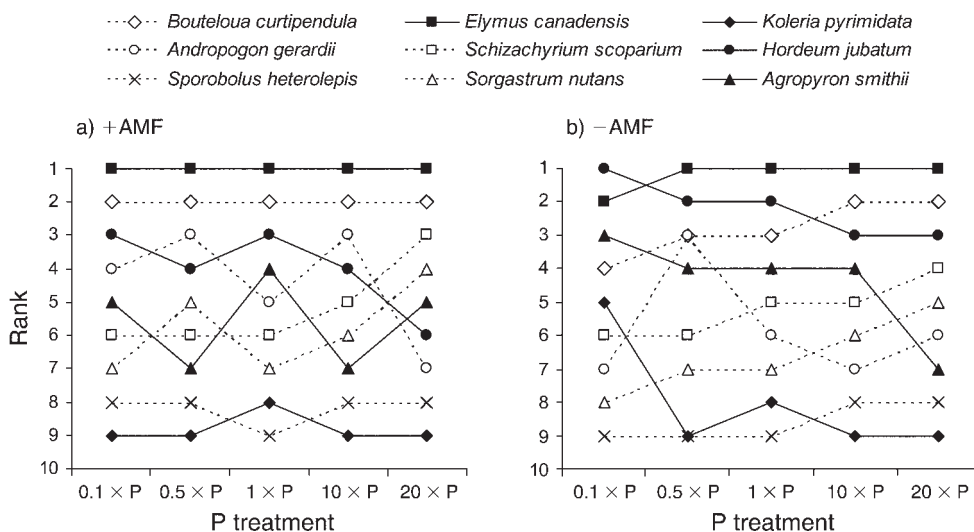 Bouteloua curtipendula
Elymus canadensis
Koleria pyrimidata
Andropogon gerardii
Schizachyrium scoparium
Hordeum jubatum
Sporobolus heterolepis
Sorgastrum nutans
Agropyron smithii
a) +AMF
b) −AMF
Rank
1
2
3
4
5
6
7
8
9
10
0.1 × P 0.5 × P 1 × P 10 × P 20 × P
P treatment
1
2
3
4
5
6
7
8
9
10
0.1 × P 0.5 × P 1 × P 10 × P 20 × P
P treatment